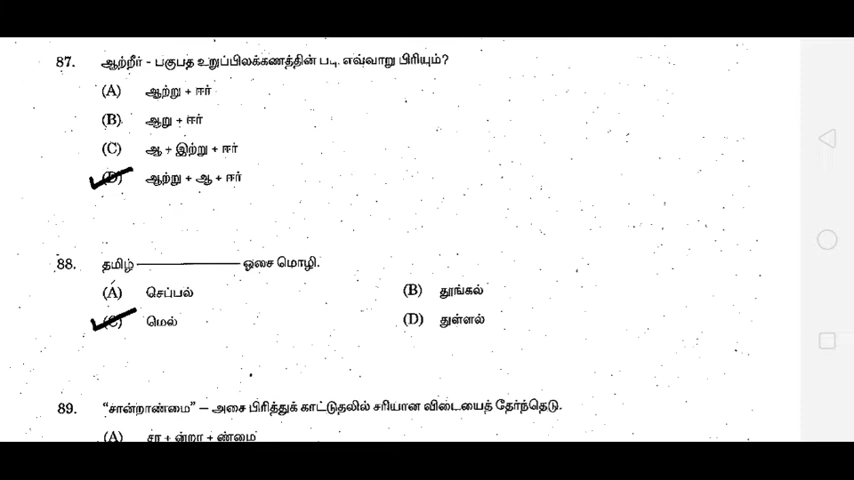 87. ஆற்றீர் - பகுபத உறுப்பிலக்கணத்தின் படி. எவ்வாறு பிரியும்?
(A) ஆற்று + ஈர்
(B) ஆறு + ஈர்
(C) ஆ + இற்று + ஈர்
(D) ஆற்று + ஆ + ஈர்
88. தமிழ் ———————— ஓசை மொழி.
(A) செப்பல் (B) தூங்கல்
(C) மெல் (D) துள்ளல்
89. “சான்றாண்மை” – அசை பிரித்துக் காட்டுதலில் சரியான விடையைத் தேர்ந்தெடு.
(A) சா + ன்றா + ண்மை